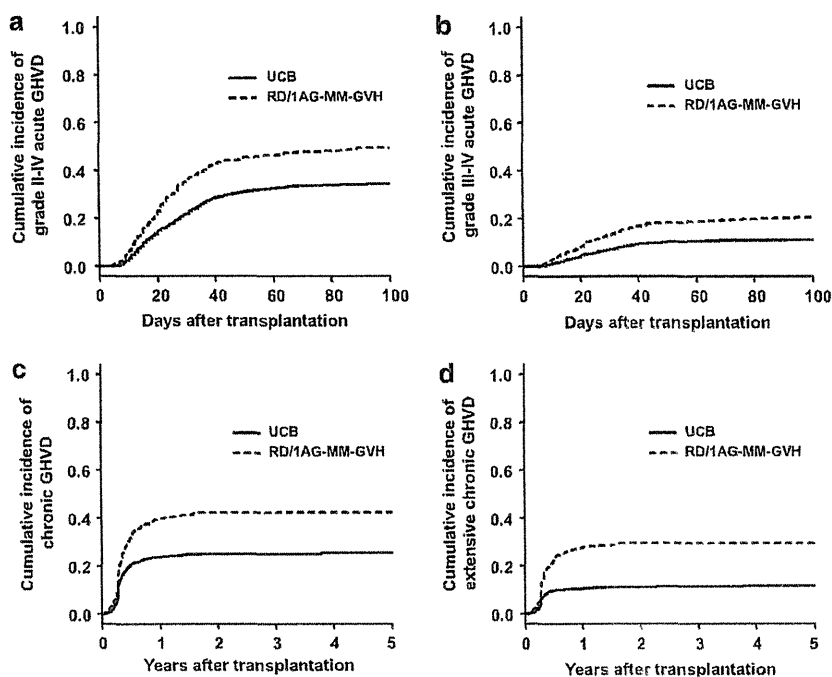 a
Cumulative incidence of
grade II-IV acute GHVD
1.0
0.8
0.6
0.4
0.2
0.0
UCB
RD/1AG-MM-GVH
0 20 40 60 80 100
Days after transplantation
b
Cumulative incidence of
grade III-IV acute GHVD
1.0
0.8
0.6
0.4
0.2
0.0
UCB
RD/1AG-MM-GVH
0 20 40 60 80 100
Days after transplantation
c
Cumulative incidence of
chronic GHVD
1.0
0.8
0.6
0.4
0.2
0.0
UCB
RD/1AG-MM-GVH
0 1 2 3 4 5
Years after transplantation
d
Cumulative incidence of
extensive chronic GHVD
1.0
0.8
0.6
0.4
0.2
0.0
UCB
RD/1AG-MM-GVH
0 1 2 3 4 5
Years after transplantation